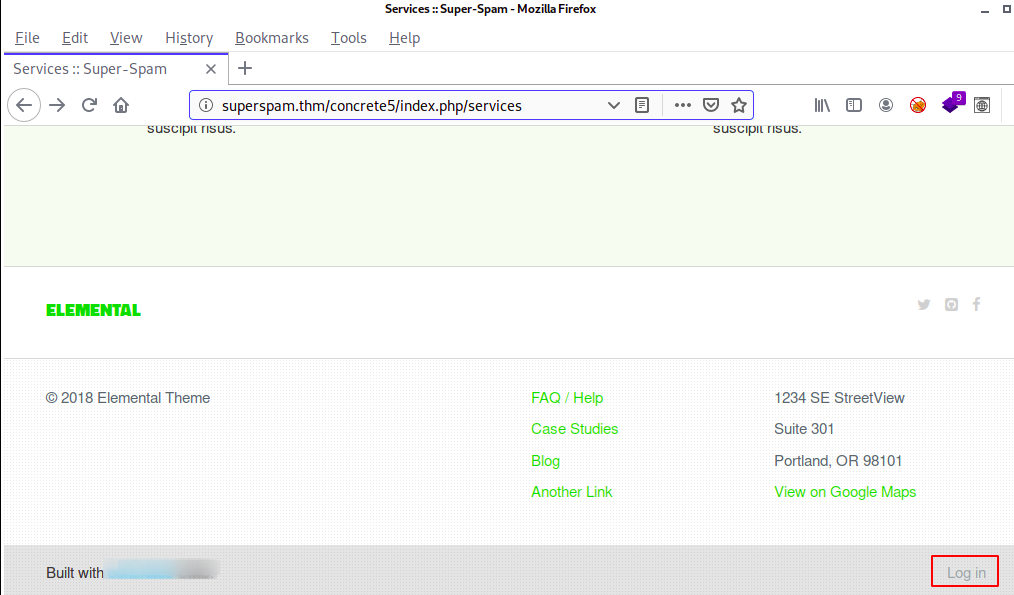 Services :: Super-Spam - Mozilla Firefox
File Edit View History Bookmarks Tools Help
Services :: Super-Spam
superspam.thm/concrete5/index.php/services
9
suscipit risus. suscipit risus.
ELEMENTAL
© 2018 Elemental Theme FAQ / Help 1234 SE StreetView
Case Studies Suite 301
Blog Portland, OR 98101
Another Link View on Google Maps
Built with Log in